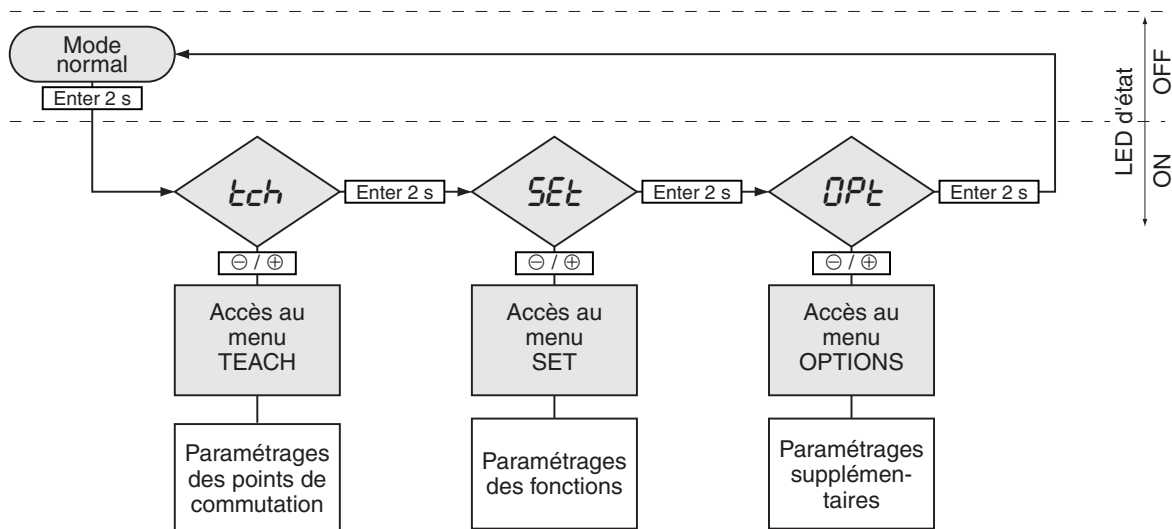 Mode
normal
Enter 2 s
LED d'état
OFF
ON
tch
Enter 2 s
SEt
Enter 2 s
OPt
Enter 2 s
⊖ / ⊕
⊖ / ⊕
⊖ / ⊕
Accès au
menu
TEACH
Accès au
menu
SET
Accès au
menu
OPTIONS
Paramétrages
des points de
commutation
Paramétrages
des fonctions
Paramétrages
supplémen-
taires